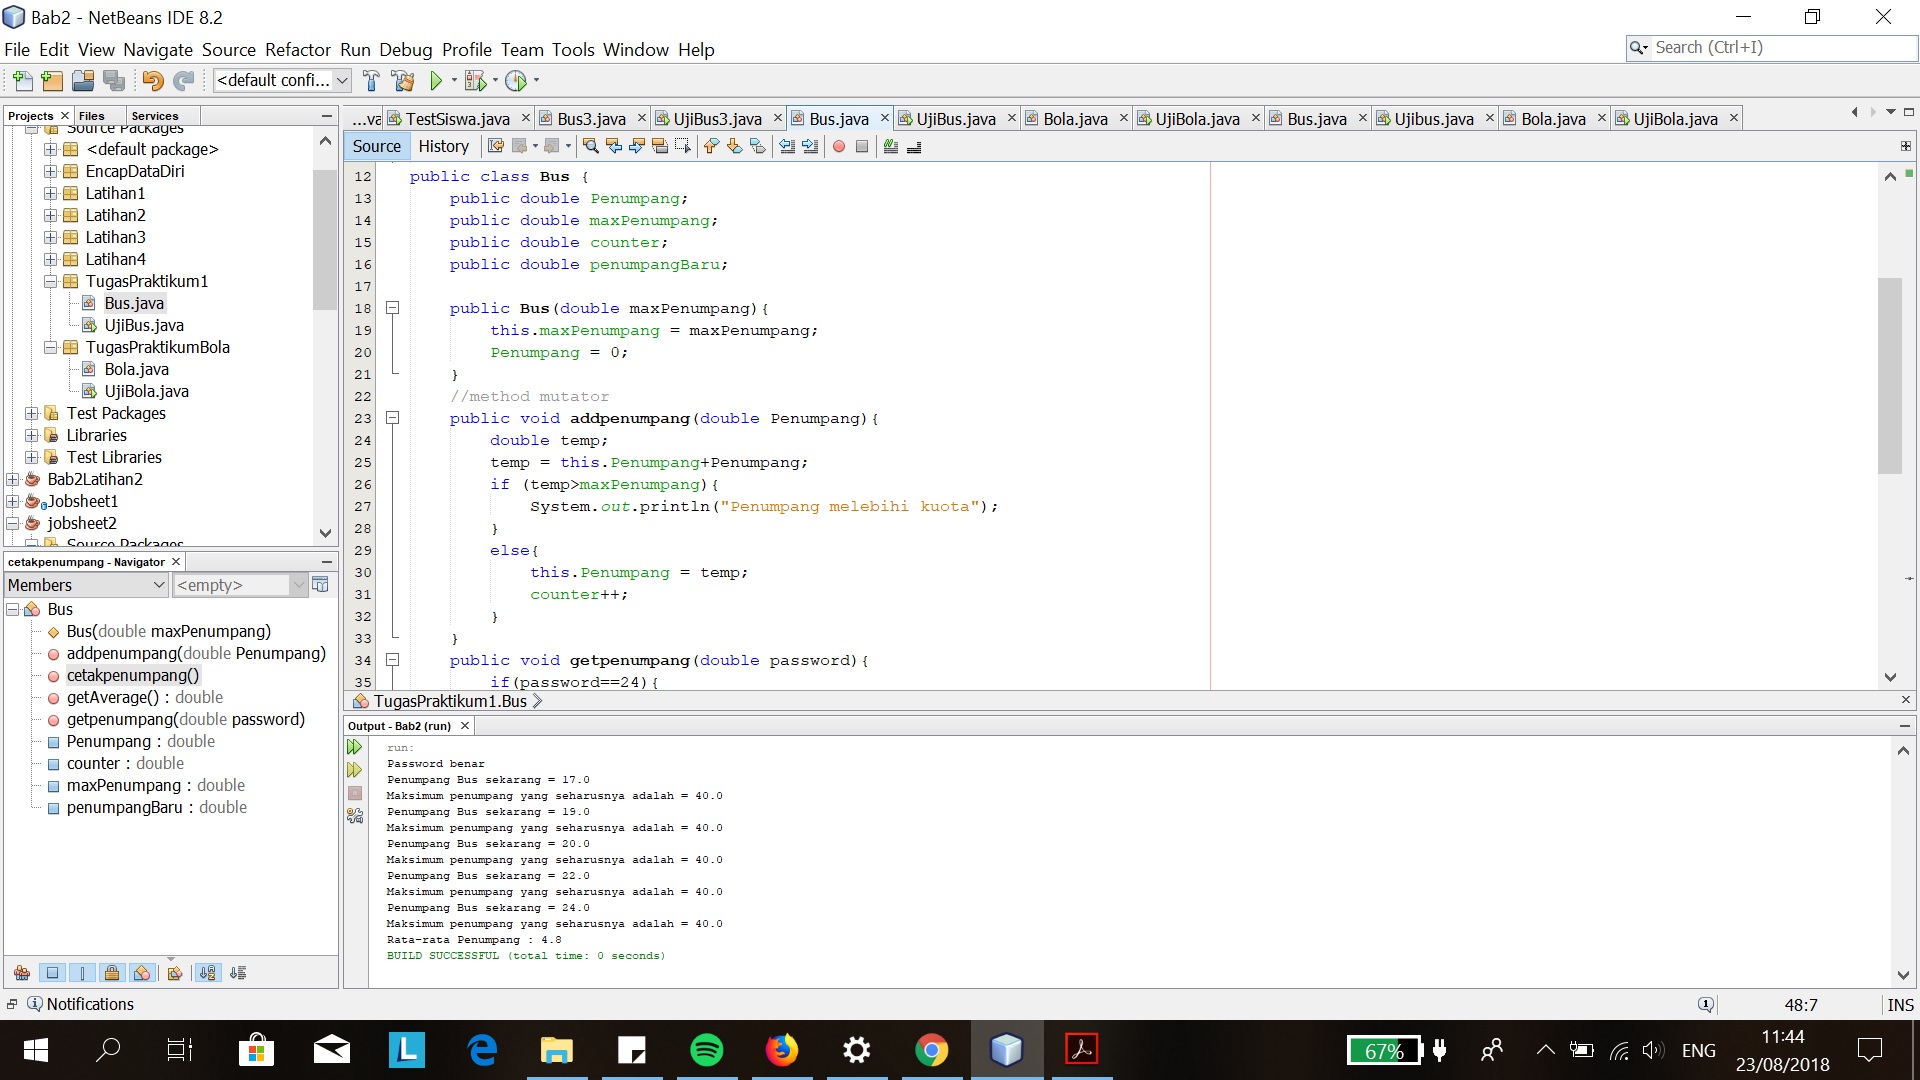 Bab2 - NetBeans IDE 8.2
File Edit View Navigate Source Refactor Run Debug Profile Team Tools Window Help
Search (Ctrl+I)
<default confi...
Projects Files Services
Source Packages
<default package>
EncapDataDiri
Latihan1
Latihan2
Latihan3
Latihan4
TugasPraktikum1
Bus.java
UjiBus.java
TugasPraktikumBola
Bola.java
UjiBola.java
Test Packages
Libraries
Test Libraries
Bab2Latihan2
Jobsheet1
jobsheet2
Source Packages
cetakpenumpang - Navigator
Members <empty>
Bus
Bus(double maxPenumpang)
addpenumpang(double Penumpang)
cetakpenumpang()
getAverage() : double
getpenumpang(double password)
Penumpang : double
counter : double
maxPenumpang : double
penumpangBaru : double
...va TestSiswa.java Bus3.java UjiBus3.java Bus.java UjiBus.java Bola.java UjiBola.java Bus.java Ujibus.java Bola.java UjiBola.java
Source History
12 public class Bus {
13 public double Penumpang;
14 public double maxPenumpang;
15 public double counter;
16 public double penumpangBaru;
17
18 public Bus(double maxPenumpang){
19 this.maxPenumpang = maxPenumpang;
20 Penumpang = 0;
21 }
22 //method mutator
23 public void addpenumpang(double Penumpang){
24 double temp;
25 temp = this.Penumpang+Penumpang;
26 if (temp>maxPenumpang){
27 System.out.println("Penumpang melebihi kuota");
28 }
29 else{
30 this.Penumpang = temp;
31 counter++;
32 }
33 }
34 public void getpenumpang(double password){
35 if(password==24){
TugasPraktikum1.Bus
Output - Bab2 (run)
run:
Password benar
Penumpang Bus sekarang = 17.0
Maksimum penumpang yang seharusnya adalah = 40.0
Penumpang Bus sekarang = 19.0
Maksimum penumpang yang seharusnya adalah = 40.0
Penumpang Bus sekarang = 20.0
Maksimum penumpang yang seharusnya adalah = 40.0
Penumpang Bus sekarang = 22.0
Maksimum penumpang yang seharusnya adalah = 40.0
Penumpang Bus sekarang = 24.0
Maksimum penumpang yang seharusnya adalah = 40.0
Rata-rata Penumpang : 4.8
BUILD SUCCESSFUL (total time: 0 seconds)
Notifications
48:7 INS
L
67%
ENG
11:44
23/08/2018